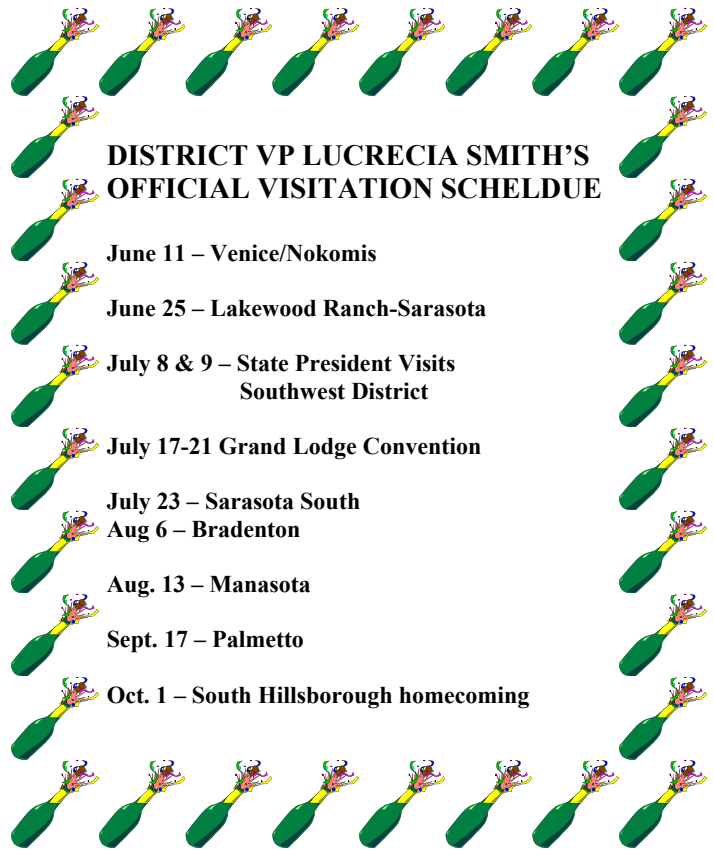 DISTRICT VP LUCRECIA SMITH’S
OFFICIAL VISITATION SCHELDUE
June 11 – Venice/Nokomis
June 25 – Lakewood Ranch-Sarasota
July 8 & 9 – State President Visits
Southwest District
July 17-21 Grand Lodge Convention
July 23 – Sarasota South
Aug 6 – Bradenton
Aug. 13 – Manasota
Sept. 17 – Palmetto
Oct. 1 – South Hillsborough homecoming